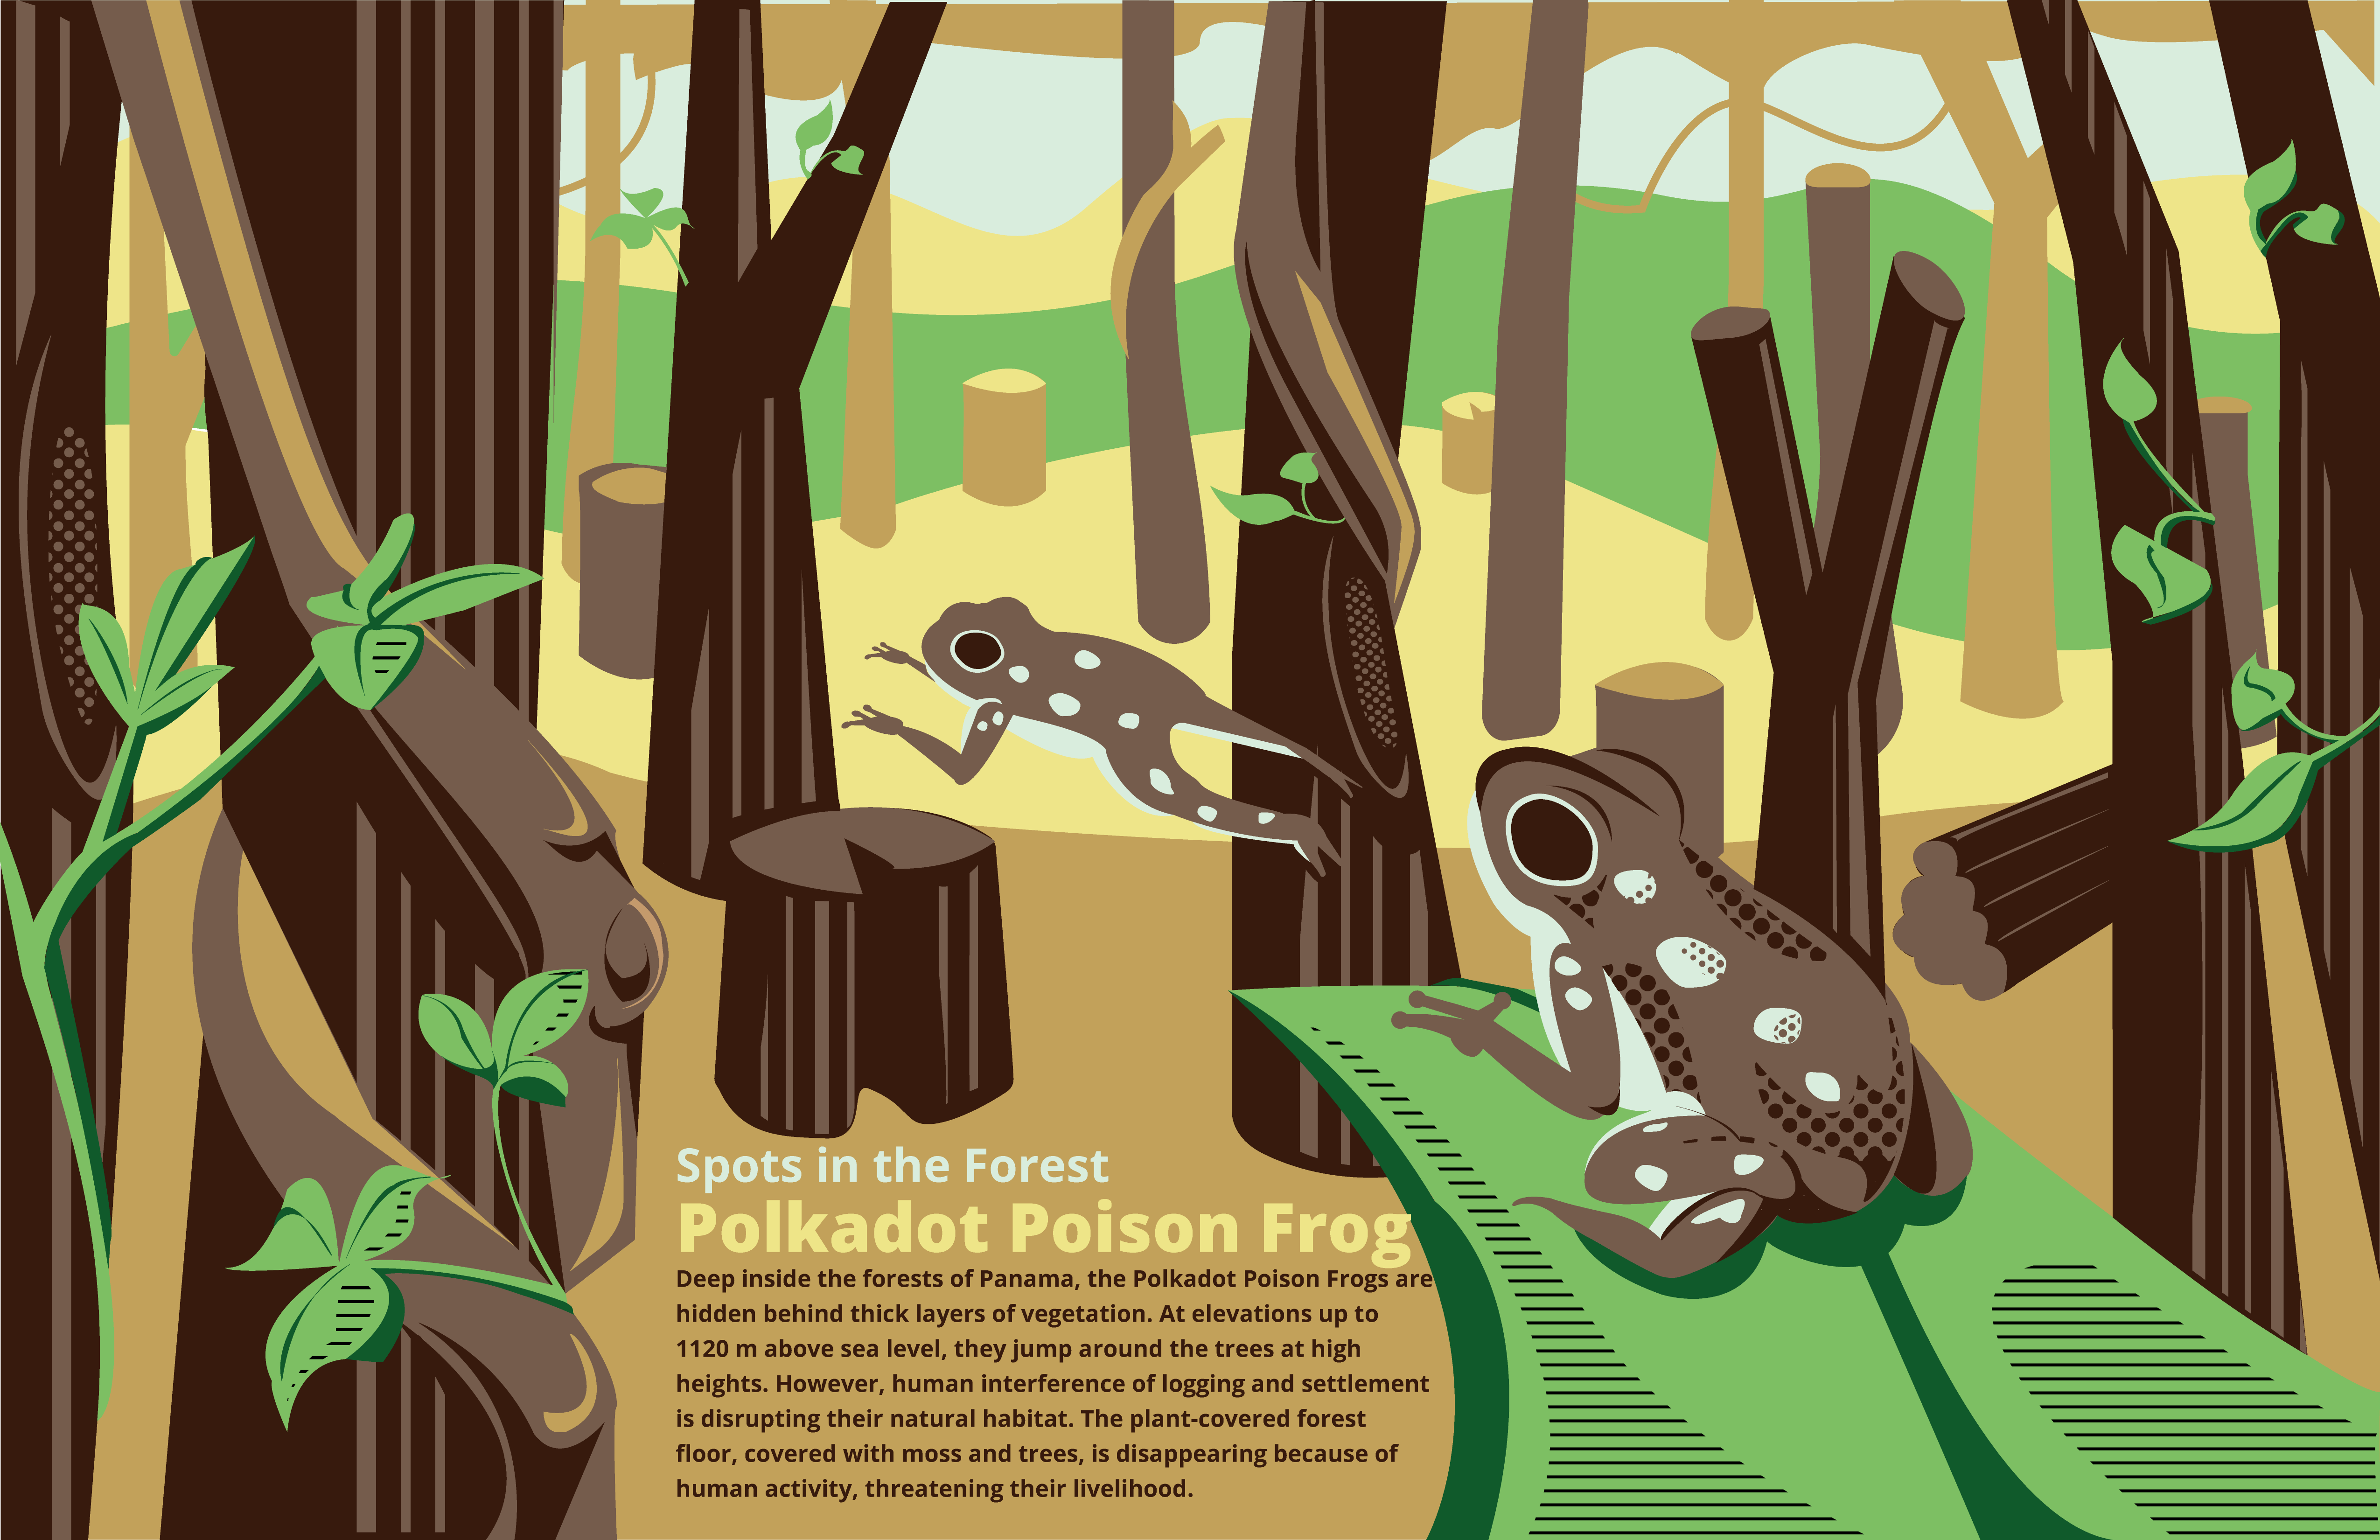 Spots in the Forest
Polkadot Poison Frog
Deep inside the forests of Panama, the Polkadot Poison Frogs are
hidden behind thick layers of vegetation. At elevations up to
1120 m above sea level, they jump around the trees at high
heights. However, human interference of logging and settlement
is disrupting their natural habitat. The plant-covered forest
floor, covered with moss and trees, is disappearing because of
human activity, threatening their livelihood.